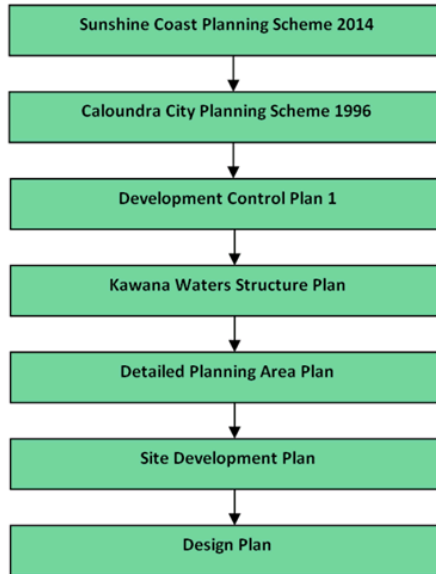 Sunshine Coast Planning Scheme 2014
Caloundra City Planning Scheme 1996
Development Control Plan 1
Kawana Waters Structure Plan
Detailed Planning Area Plan
Site Development Plan
Design Plan